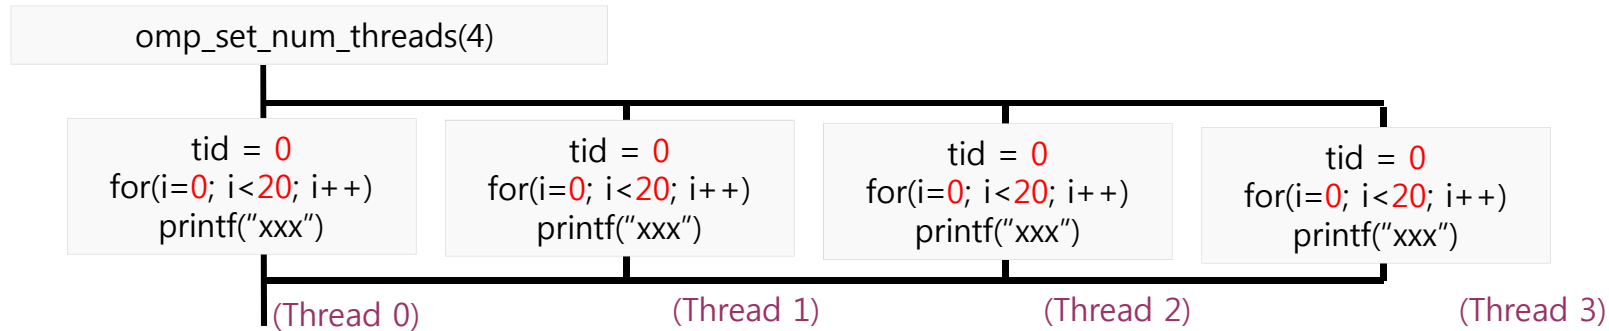 omp_set_num_threads(4)
tid = 0
for(i=0; i<20; i++)
printf("xxx")
tid = 0
for(i=0; i<20; i++)
printf("xxx")
tid = 0
for(i=0; i<20; i++)
printf("xxx")
tid = 0
for(i=0; i<20; i++)
printf("xxx")
(Thread 0)
(Thread 1)
(Thread 2)
(Thread 3)